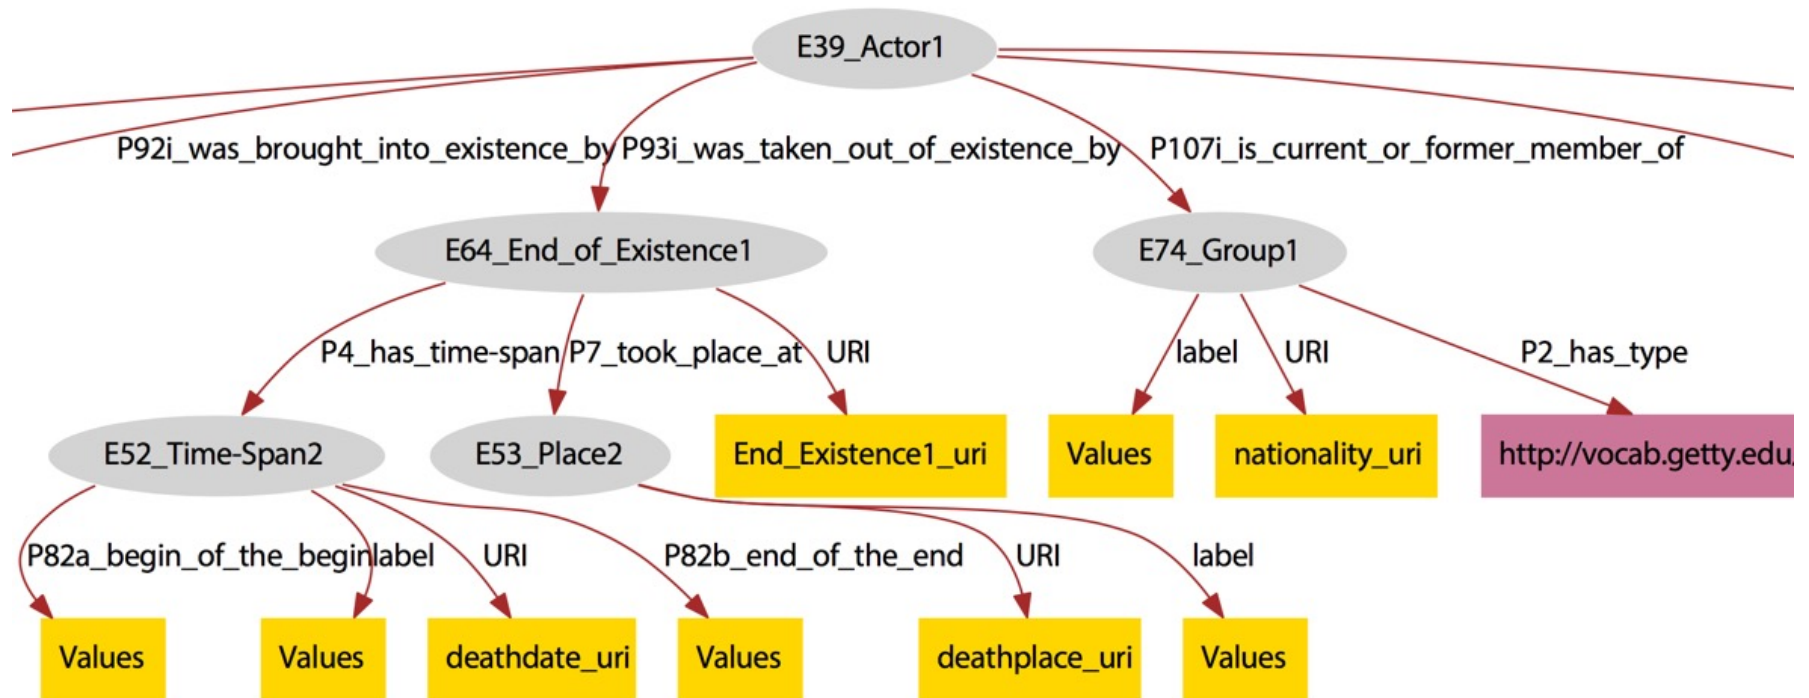 E39_Actor1
P92i_was_brought_into_existence_by P93i_was_taken_out_of_existence_by P107i_is_current_or_former_member_of
E64_End_of_Existence1 E74_Group1
P4_has_time-span P7_took_place_at URI label URI P2_has_type
E52_Time-Span2 E53_Place2 End_Existence1_uri Values nationality_uri http://vocab.getty.edu/
P82a_begin_of_the_begin label URI P82b_end_of_the_end URI label
Values Values deathdate_uri Values deathplace_uri Values